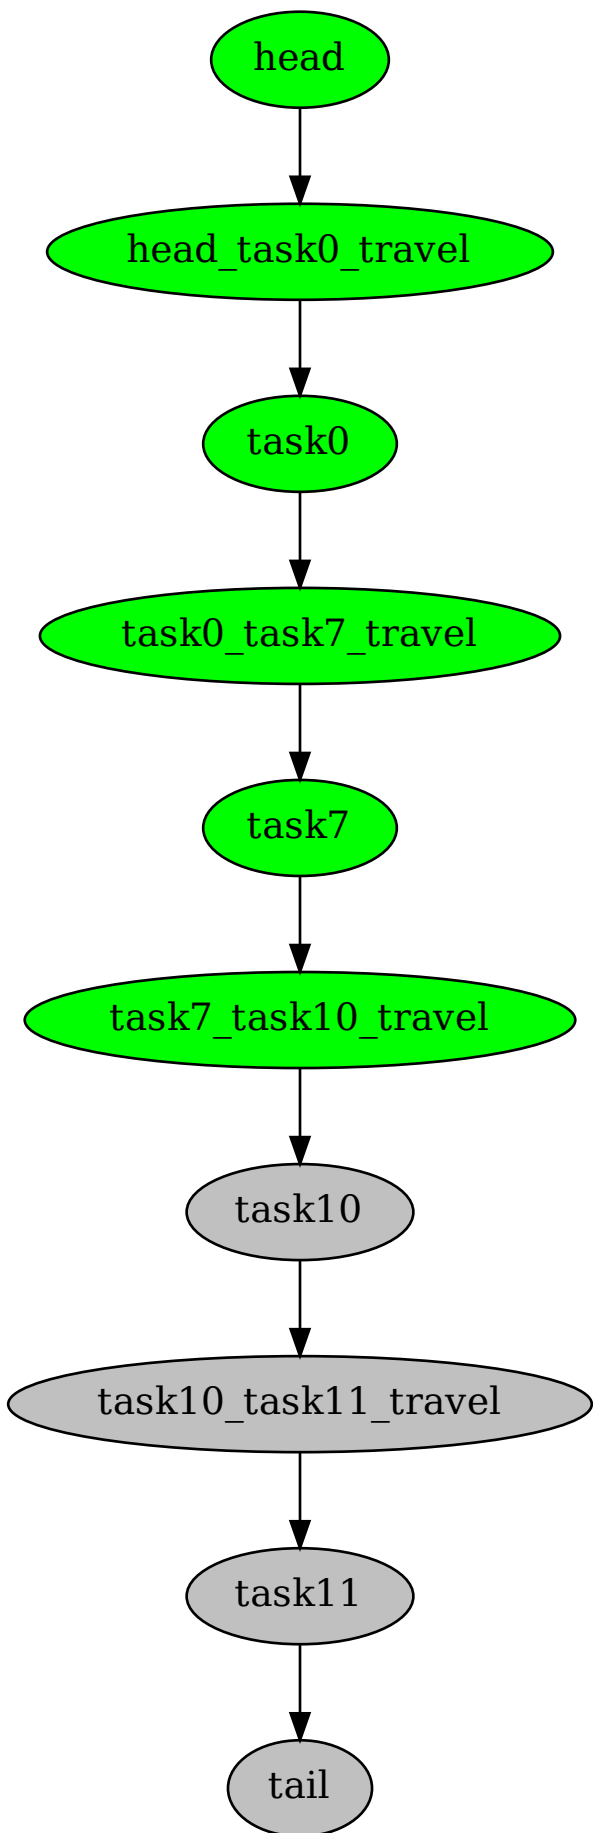 head
head_task0_travel
task0
task0_task7_travel
task7
task7_task10_travel
task10
task10_task11_travel
task11
tail